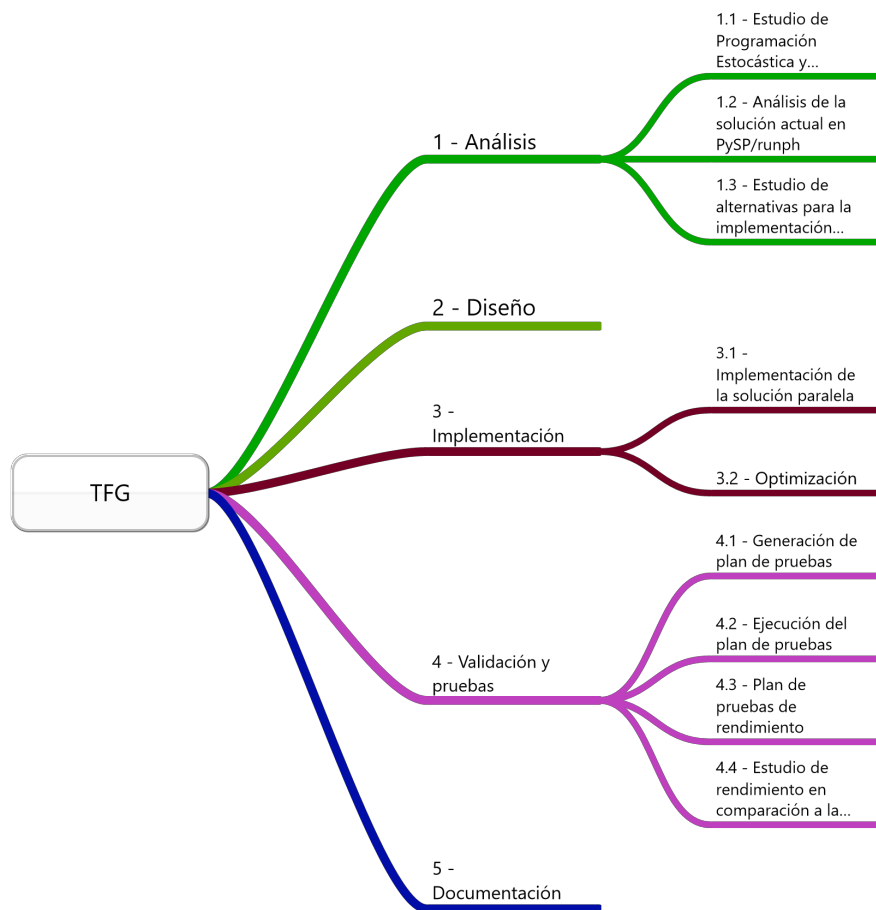 1.1 - Estudio de
Programación
Estocástica y...
1.2 - Análisis de la
solución actual en
PySP/runph
1 - Análisis
1.3 - Estudio de
alternativas para la
implementación...
2 - Diseño
3.1 -
Implementación de
la solución paralela
3 -
Implementación
3.2 - Optimización
TFG
4.1 - Generación de
plan de pruebas
4.2 - Ejecución del
plan de pruebas
4 - Validación y
pruebas
4.3 - Plan de
pruebas de
rendimiento
4.4 - Estudio de
rendimiento en
comparación a la...
5 -
Documentación